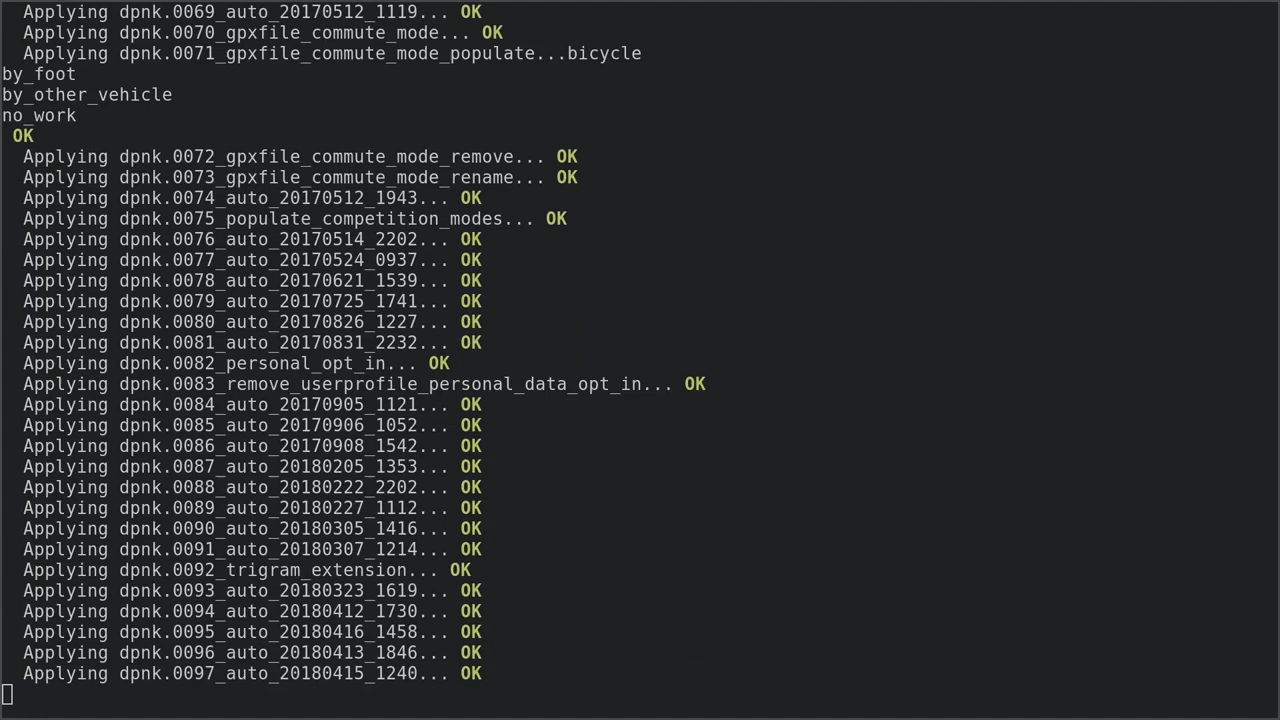 Applying dpnk.0069_auto_20170512_1119... OK
Applying dpnk.0070_gpxfile_commute_mode... OK
Applying dpnk.0071_gpxfile_commute_mode_populate...bicycle
by_foot
by_other_vehicle
no_work
OK
Applying dpnk.0072_gpxfile_commute_mode_remove... OK
Applying dpnk.0073_gpxfile_commute_mode_rename... OK
Applying dpnk.0074_auto_20170512_1943... OK
Applying dpnk.0075_populate_competition_modes... OK
Applying dpnk.0076_auto_20170514_2202... OK
Applying dpnk.0077_auto_20170524_0937... OK
Applying dpnk.0078_auto_20170621_1539... OK
Applying dpnk.0079_auto_20170725_1741... OK
Applying dpnk.0080_auto_20170826_1227... OK
Applying dpnk.0081_auto_20170831_2232... OK
Applying dpnk.0082_personal_opt_in... OK
Applying dpnk.0083_remove_userprofile_personal_data_opt_in... OK
Applying dpnk.0084_auto_20170905_1121... OK
Applying dpnk.0085_auto_20170906_1052... OK
Applying dpnk.0086_auto_20170908_1542... OK
Applying dpnk.0087_auto_20180205_1353... OK
Applying dpnk.0088_auto_20180222_2202... OK
Applying dpnk.0089_auto_20180227_1112... OK
Applying dpnk.0090_auto_20180305_1416... OK
Applying dpnk.0091_auto_20180307_1214... OK
Applying dpnk.0092_trigram_extension... OK
Applying dpnk.0093_auto_20180323_1619... OK
Applying dpnk.0094_auto_20180412_1730... OK
Applying dpnk.0095_auto_20180416_1458... OK
Applying dpnk.0096_auto_20180413_1846... OK
Applying dpnk.0097_auto_20180415_1240... OK